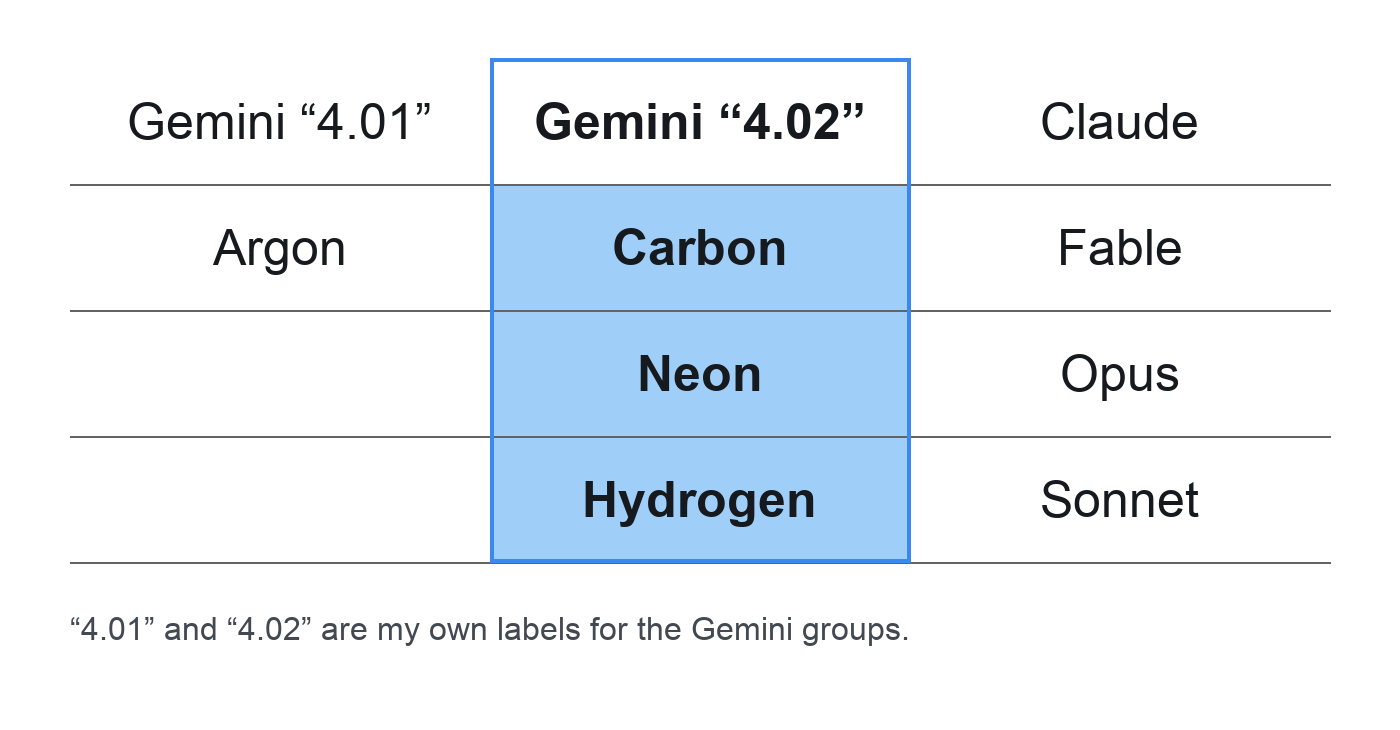 Gemini “4.01” Gemini “4.02” Claude
Argon Carbon Fable
Neon Opus
Hydrogen Sonnet
“4.01” and “4.02” are my own labels for the Gemini groups.